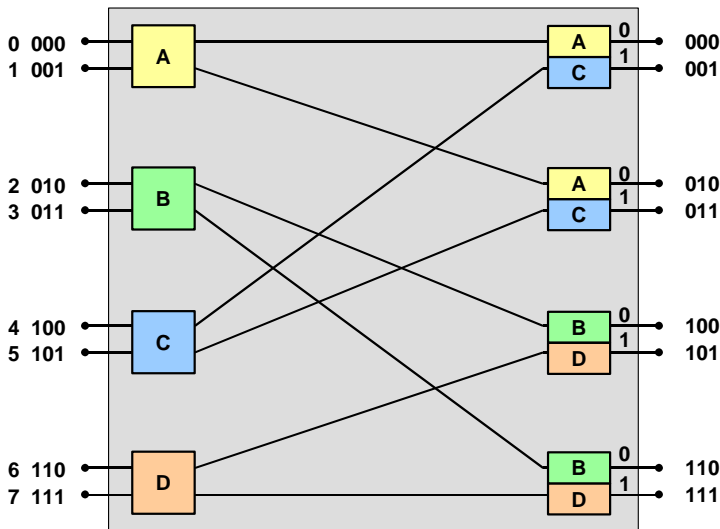 0 000 A A 0 000
1 001 C 1 001
2 010 B A 0 010
3 011 C 1 011
4 100 C B 0 100
5 101 D 1 101
6 110 D B 0 110
7 111 D 1 111